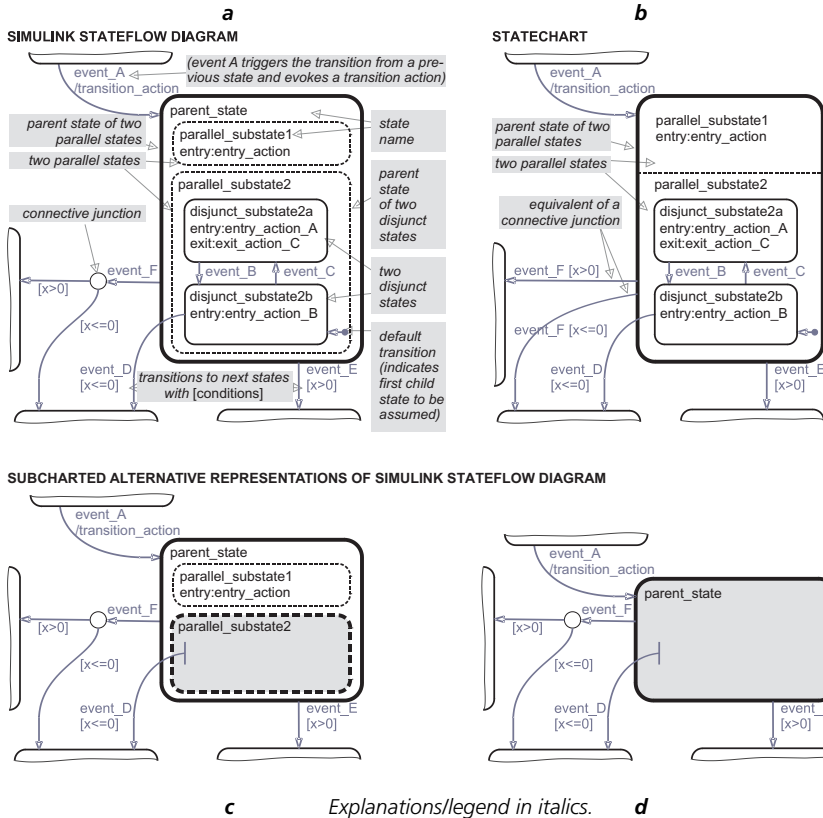 a
b
SIMULINK STATEFLOW DIAGRAM
STATECHART
event_A
/transition_action
(event A triggers the transition from a pre-
vious state and evokes a transition action)
parent_state
parallel_substate1
entry:entry_action
state
name
parent state of two
parallel states
two parallel states
parallel_substate2
parent
state
of two
disjunct
states
connective junction
disjunct_substate2a
entry:entry_action_A
exit:exit_action_C
event_F
[x>0]
[x<=0]
event_B
event_C
two
disjunct
states
disjunct_substate2b
entry:entry_action_B
default
transition
(indicates
first child
state to be
assumed)
event_D
[x<=0]
transitions to next states
with [conditions]
event_E
[x>0]
event_A
/transition_action
parent state of two
parallel states
two parallel states
parallel_substate1
entry:entry_action
parallel_substate2
equivalent of a
connective junction
disjunct_substate2a
entry:entry_action_A
exit:exit_action_C
event_F [x>0]
event_B
event_C
event_F [x<=0]
disjunct_substate2b
entry:entry_action_B
event_D
[x<=0]
event_E
[x>0]
SUBCHARTED ALTERNATIVE REPRESENTATIONS OF SIMULINK STATEFLOW DIAGRAM
event_A
/transition_action
parent_state
parallel_substate1
entry:entry_action
event_F
[x>0]
parallel_substate2
[x<=0]
event_D
[x<=0]
event_E
[x>0]
event_A
/transition_action
parent_state
event_F
[x>0]
[x<=0]
event_D
[x<=0]
event_
[x>0]
c
Explanations/legend in italics.
d